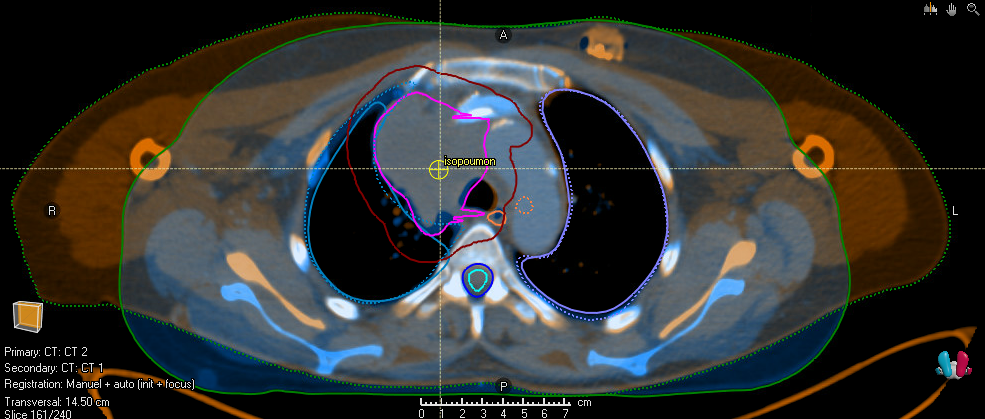 A
isopoumon
R
L
Primary: CT: CT 2
Secondary: CT: CT 1
Registration: Manuel + auto (init + focus)
Transversal: 14.50 cm
Slice 161/240
P
0 1 2 3 4 5 6 7 cm